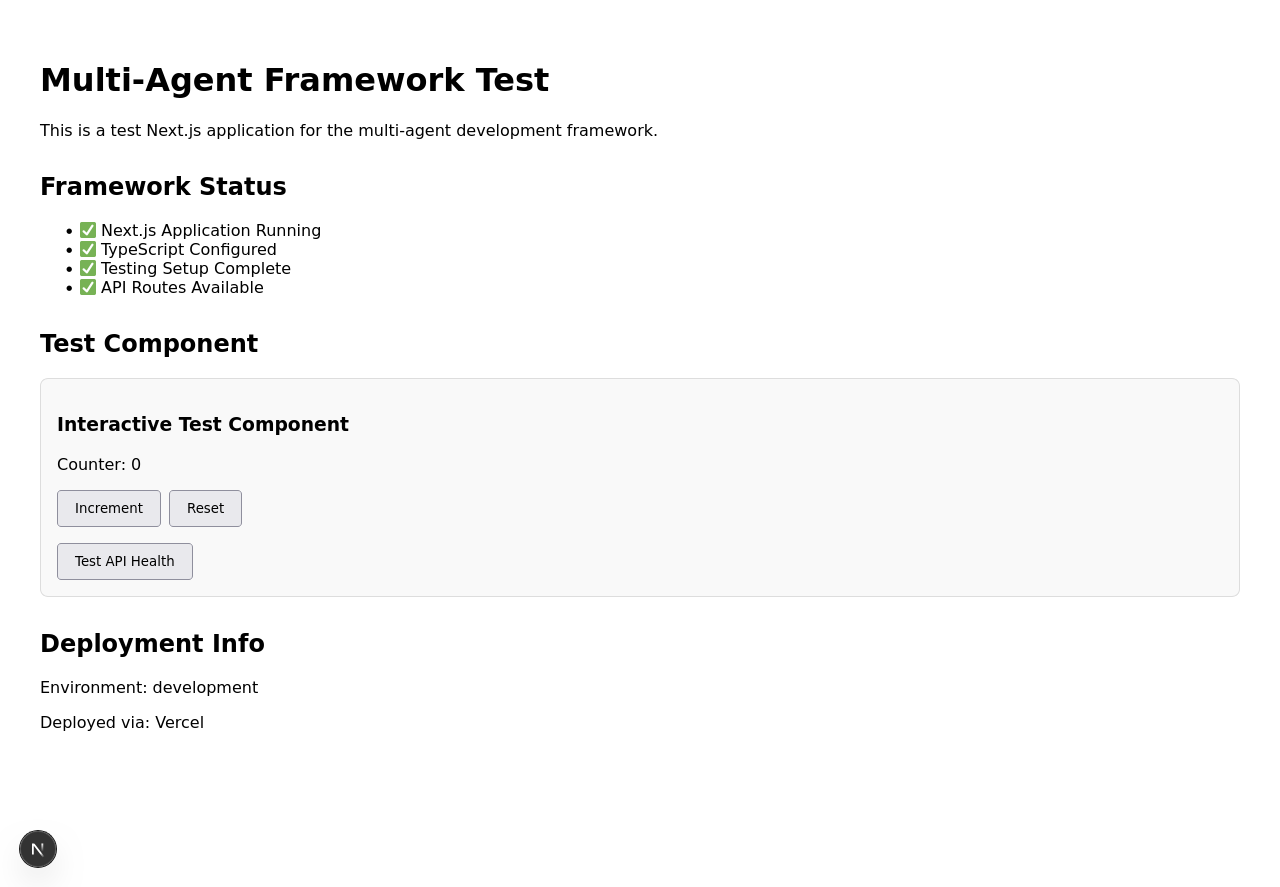 Multi-Agent Framework Test
This is a test Next.js application for the multi-agent development framework.
Framework Status
• ✅ Next.js Application Running
• ✅ TypeScript Configured
• ✅ Testing Setup Complete
• ✅ API Routes Available
Test Component
Interactive Test Component
Counter: 0
Increment Reset
Test API Health
Deployment Info
Environment: development
Deployed via: Vercel
N